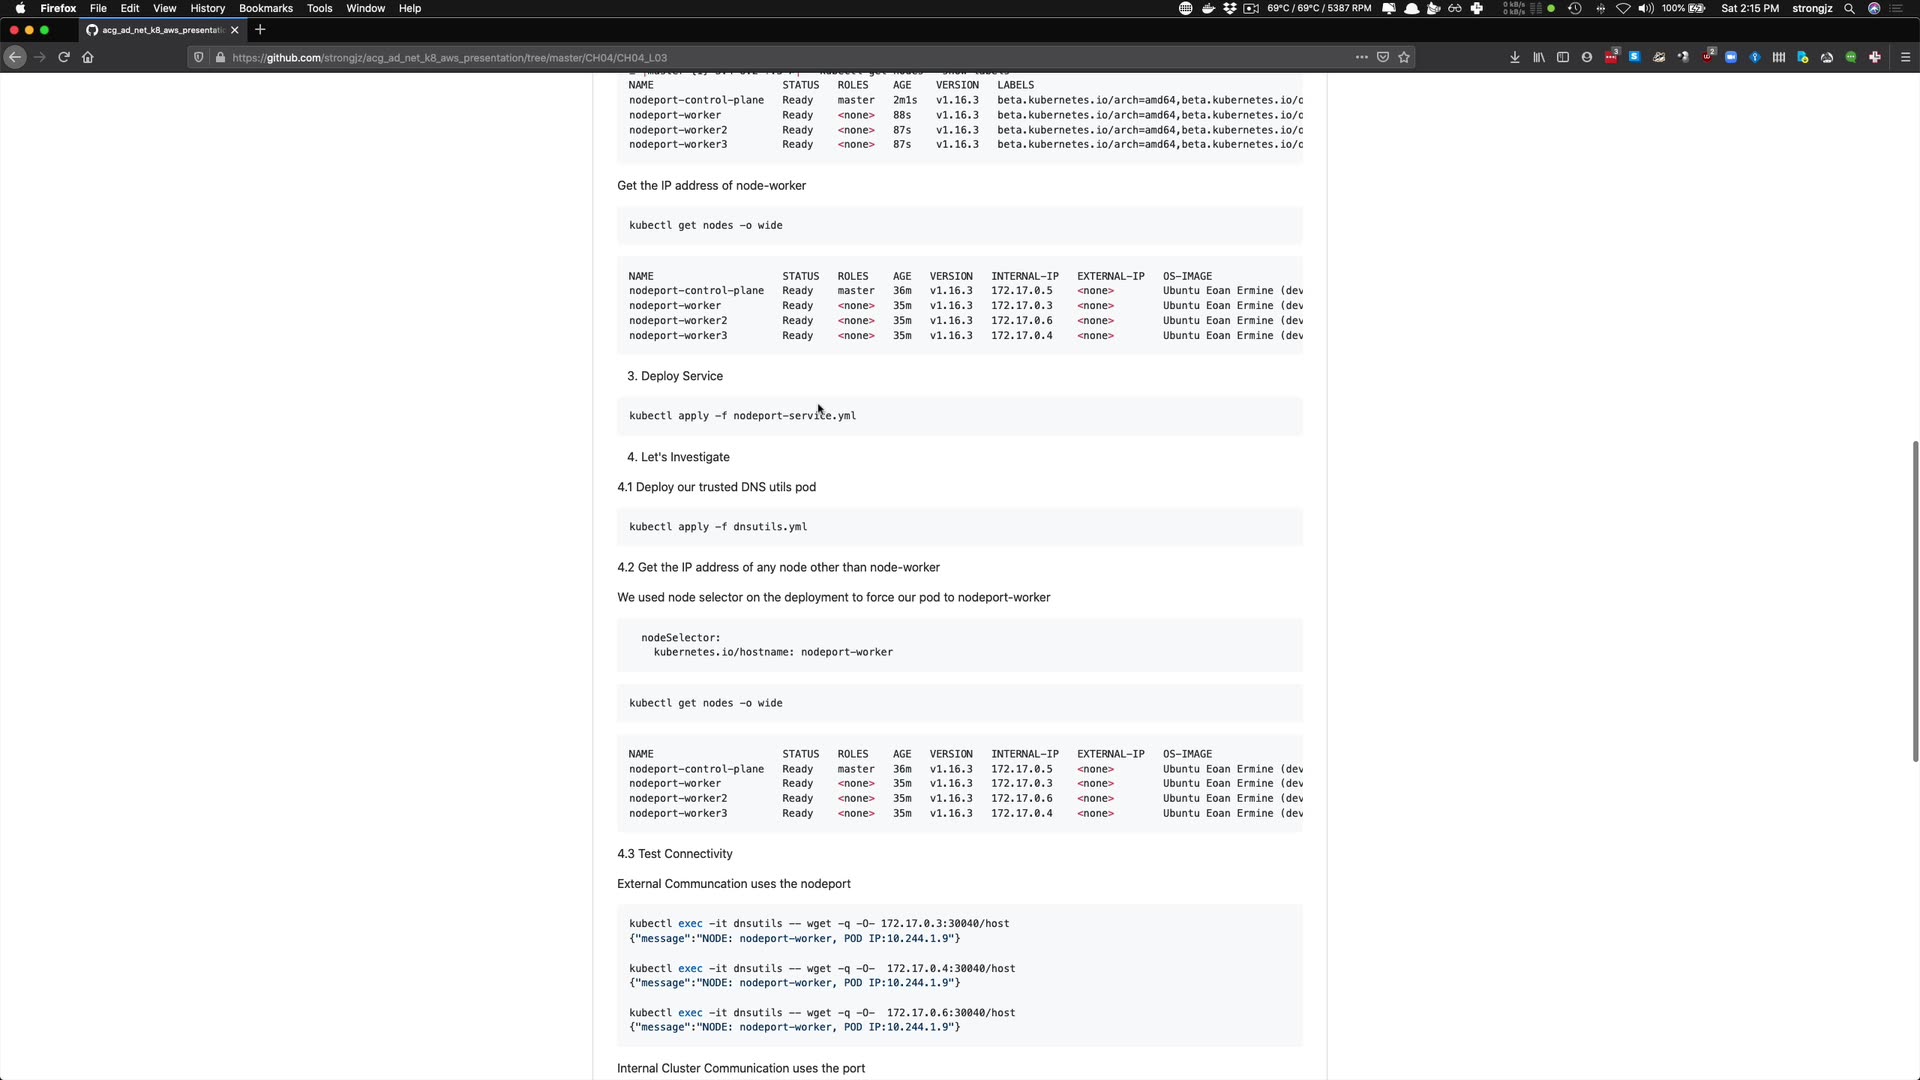 Firefox File Edit View History Bookmarks Tools Window Help 69°C / 69°C / 5387 RPM 0 kB/s 0 kB/s 100% Sat 2:15 PM strongjz
acg_ad_net_k8_aws_presentatio
https://github.com/strongjz/acg_ad_net_k8_aws_presentation/tree/master/CH04/CH04_L03
NAME STATUS ROLES AGE VERSION LABELS
nodeport-control-plane Ready master 2m1s v1.16.3 beta.kubernetes.io/arch=amd64,beta.kubernetes.io/o
nodeport-worker Ready <none> 88s v1.16.3 beta.kubernetes.io/arch=amd64,beta.kubernetes.io/o
nodeport-worker2 Ready <none> 87s v1.16.3 beta.kubernetes.io/arch=amd64,beta.kubernetes.io/o
nodeport-worker3 Ready <none> 87s v1.16.3 beta.kubernetes.io/arch=amd64,beta.kubernetes.io/o
Get the IP address of node-worker
kubectl get nodes -o wide
NAME STATUS ROLES AGE VERSION INTERNAL-IP EXTERNAL-IP OS-IMAGE
nodeport-control-plane Ready master 36m v1.16.3 172.17.0.5 <none> Ubuntu Eoan Ermine (dev
nodeport-worker Ready <none> 35m v1.16.3 172.17.0.3 <none> Ubuntu Eoan Ermine (dev
nodeport-worker2 Ready <none> 35m v1.16.3 172.17.0.6 <none> Ubuntu Eoan Ermine (dev
nodeport-worker3 Ready <none> 35m v1.16.3 172.17.0.4 <none> Ubuntu Eoan Ermine (dev
3. Deploy Service
kubectl apply -f nodeport-service.yml
4. Let's Investigate
4.1 Deploy our trusted DNS utils pod
kubectl apply -f dnsutils.yml
4.2 Get the IP address of any node other than node-worker
We used node selector on the deployment to force our pod to nodeport-worker
nodeSelector:
kubernetes.io/hostname: nodeport-worker
kubectl get nodes -o wide
NAME STATUS ROLES AGE VERSION INTERNAL-IP EXTERNAL-IP OS-IMAGE
nodeport-control-plane Ready master 36m v1.16.3 172.17.0.5 <none> Ubuntu Eoan Ermine (dev
nodeport-worker Ready <none> 35m v1.16.3 172.17.0.3 <none> Ubuntu Eoan Ermine (dev
nodeport-worker2 Ready <none> 35m v1.16.3 172.17.0.6 <none> Ubuntu Eoan Ermine (dev
nodeport-worker3 Ready <none> 35m v1.16.3 172.17.0.4 <none> Ubuntu Eoan Ermine (dev
4.3 Test Connectivity
External Communcation uses the nodeport
kubectl exec -it dnsutils -- wget -q -O- 172.17.0.3:30040/host
{"message":"NODE: nodeport-worker, POD IP:10.244.1.9"}
kubectl exec -it dnsutils -- wget -q -O-  172.17.0.4:30040/host
{"message":"NODE: nodeport-worker, POD IP:10.244.1.9"}
kubectl exec -it dnsutils -- wget -q -O-  172.17.0.6:30040/host
{"message":"NODE: nodeport-worker, POD IP:10.244.1.9"}
Internal Cluster Communication uses the port